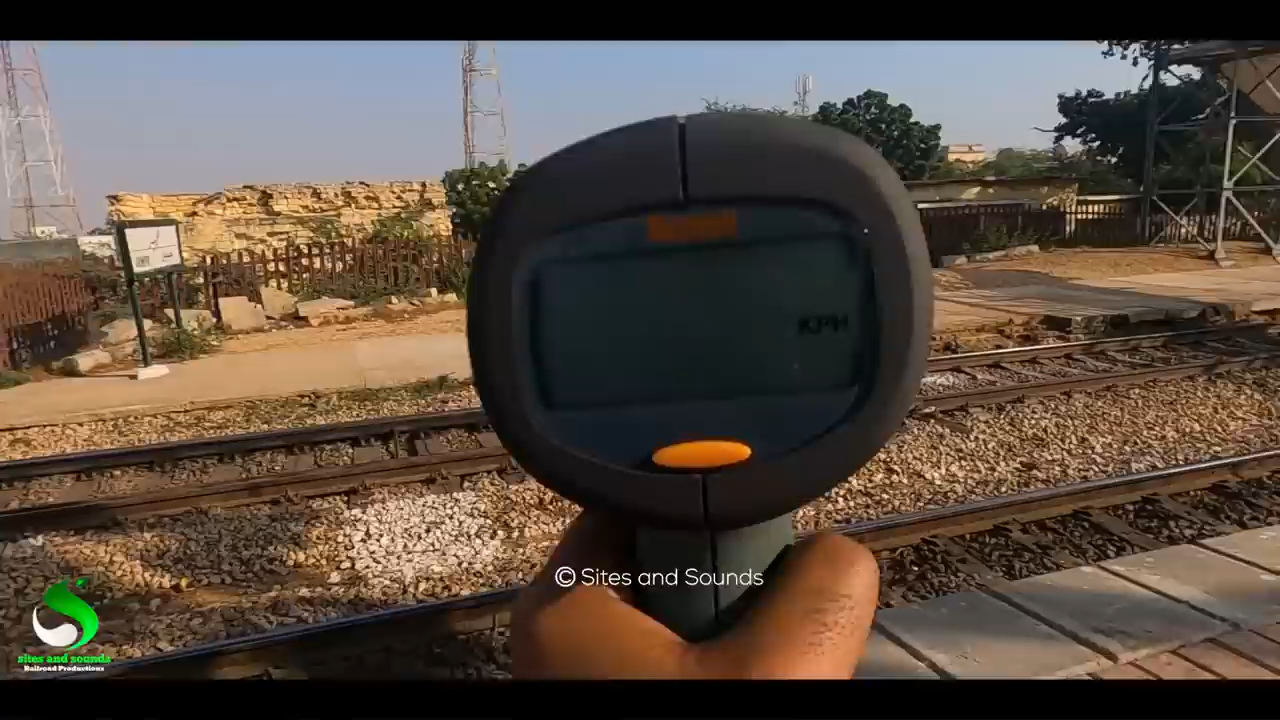 KPH
© Sites and Sounds
sites and sounds
Railroad Productions